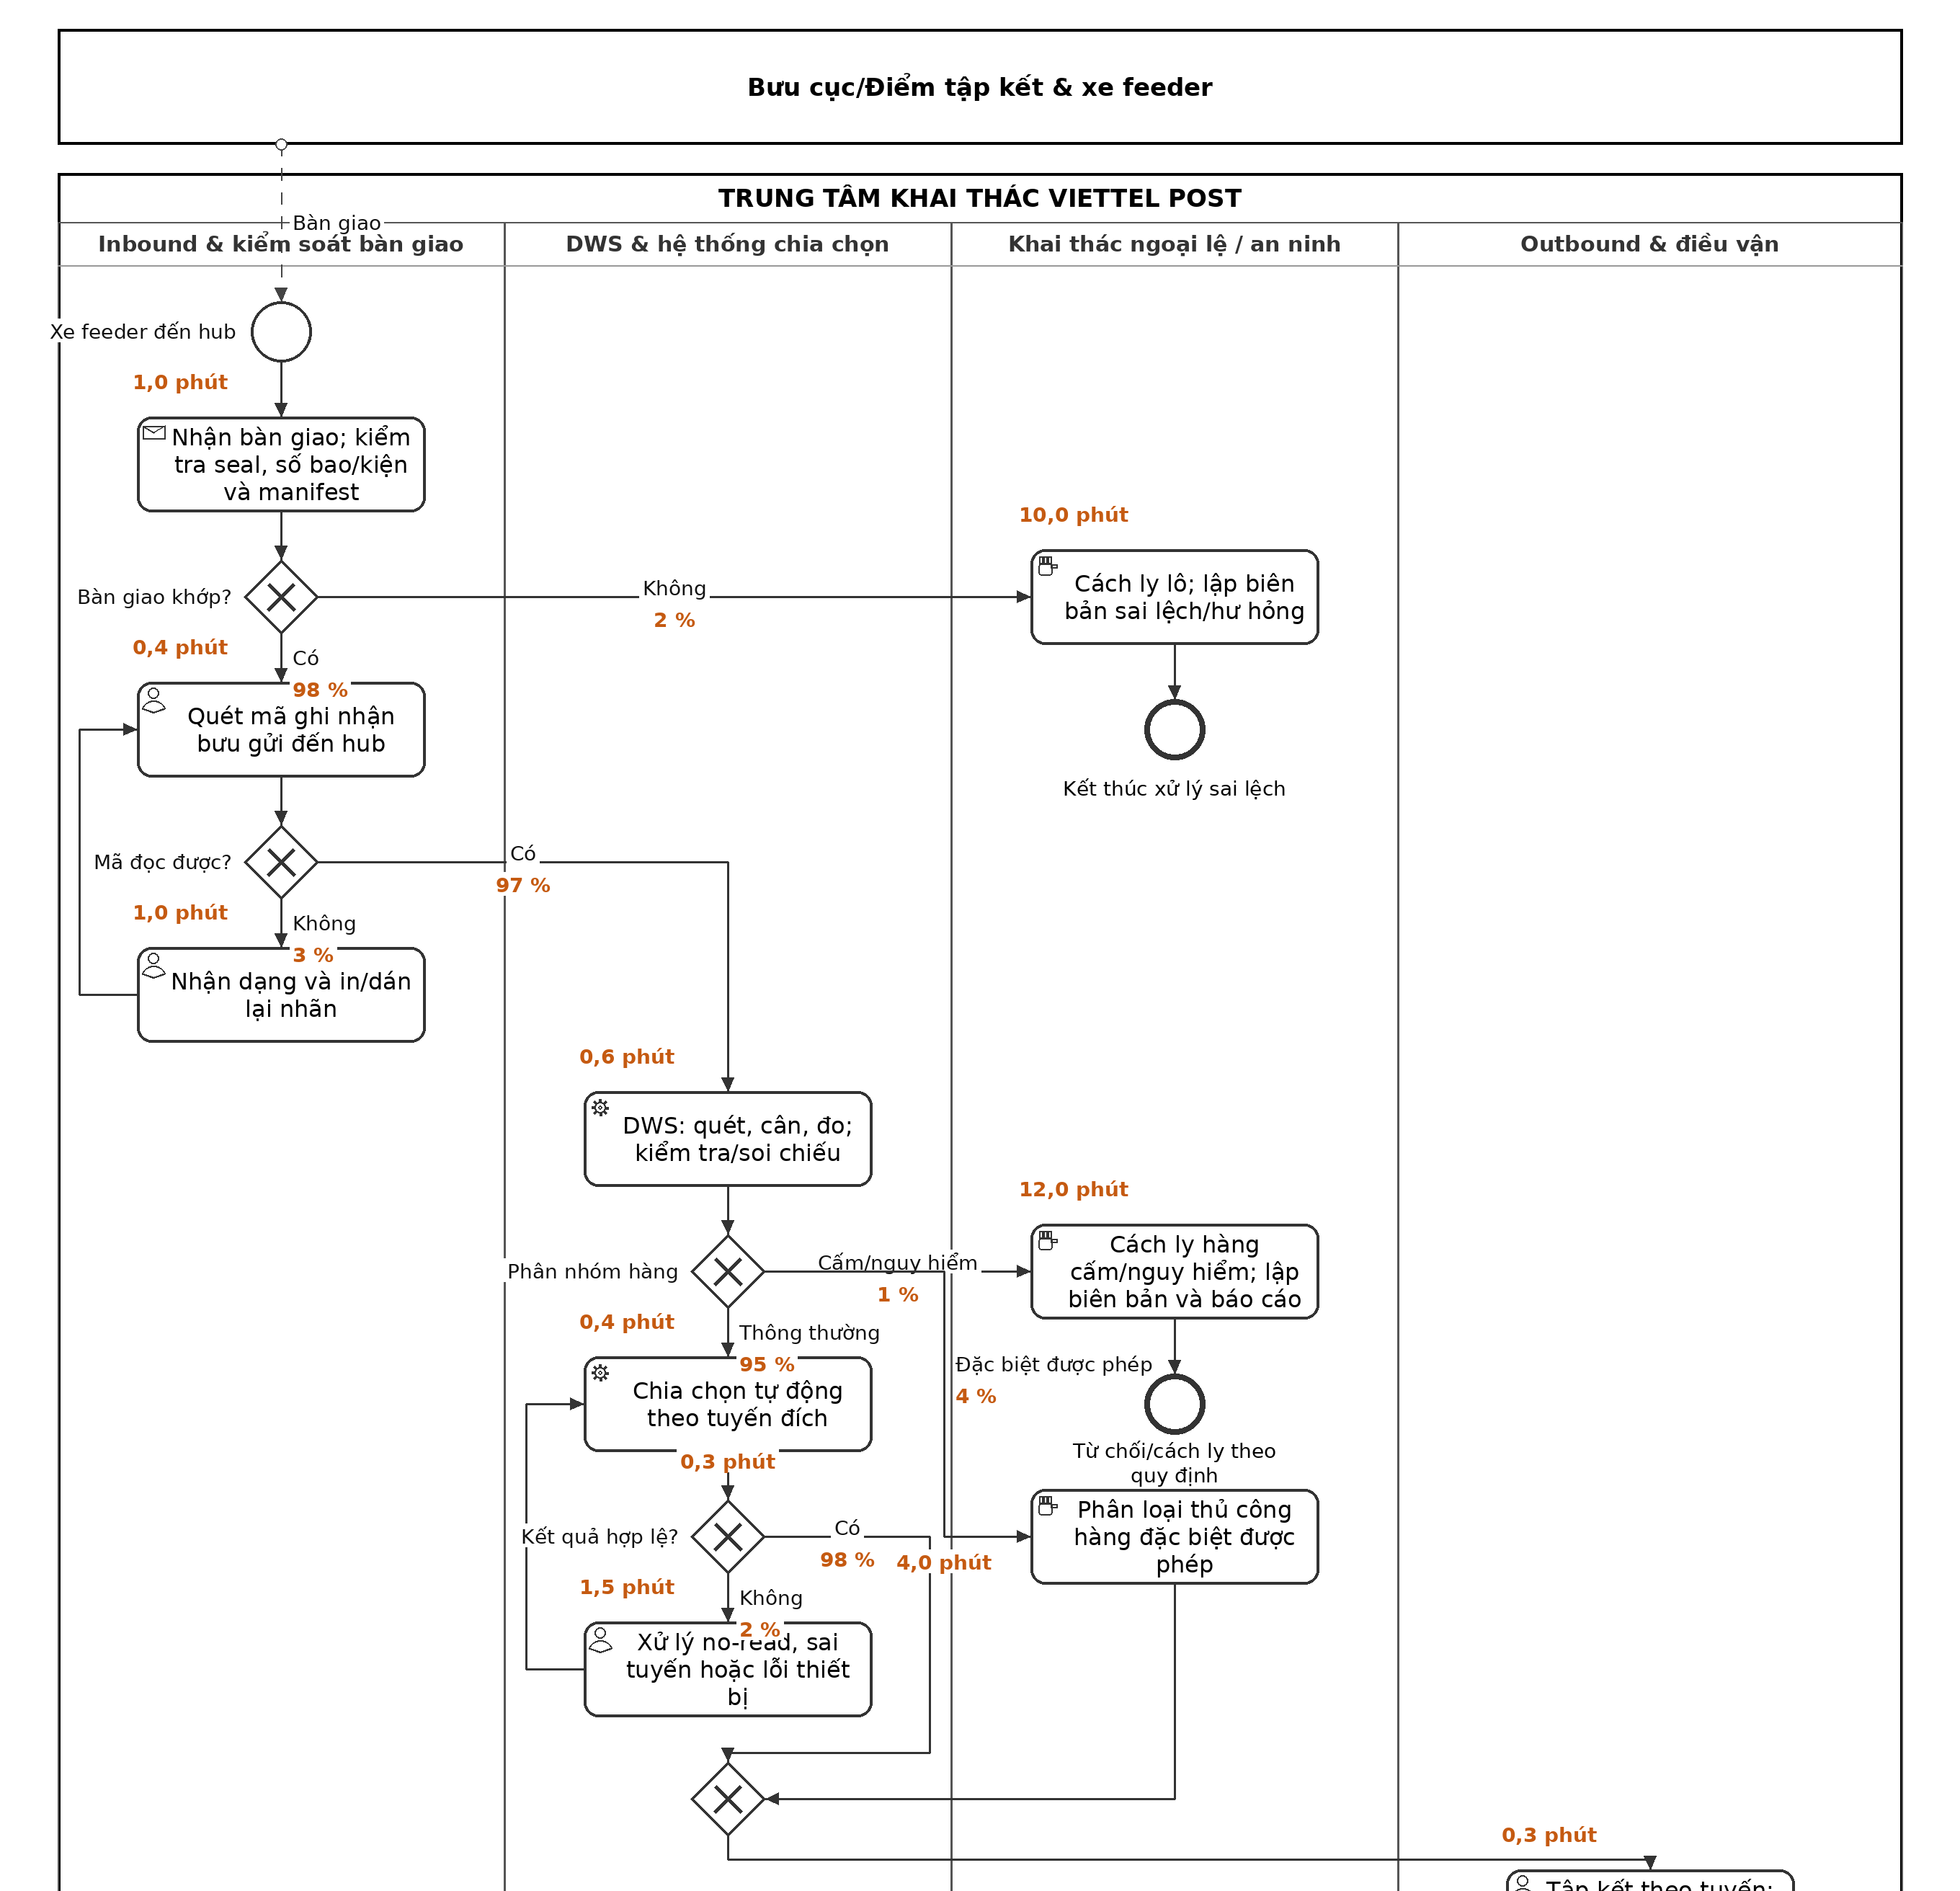 Bưu cục/Điểm tập kết & xe feeder
TRUNG TÂM KHAI THÁC VIETTEL POST
Bàn giao
Inbound & kiểm soát bàn giao
DWS & hệ thống chia chọn
Khai thác ngoại lệ / an ninh
Outbound & điều vận
Xe feeder đến hub
1,0 phút
Nhận bàn giao; kiểm
tra seal, số bao/kiện
và manifest
10,0 phút
Cách ly lô; lập biên
bản sai lệch/hư hỏng
Bàn giao khớp?
Không
2 %
0,4 phút
Có
98 %
Quét mã ghi nhận
bưu gửi đến hub
Kết thúc xử lý sai lệch
Mã đọc được?
Có
97 %
1,0 phút
Không
3 %
Nhận dạng và in/dán
lại nhãn
0,6 phút
DWS: quét, cân, đo;
kiểm tra/soi chiếu
12,0 phút
Cách ly hàng
cấm/nguy hiểm; lập
biên bản và báo cáo
Phân nhóm hàng
Cấm/nguy hiểm
1 %
0,4 phút
Thông thường
95 %
Đặc biệt được phép
4 %
Chia chọn tự động
theo tuyến đích
0,3 phút
Từ chối/cách ly theo
quy định
Kết quả hợp lệ?
Có
98 %
4,0 phút
Phân loại thủ công
hàng đặc biệt được
phép
1,5 phút
Không
2 %
Xử lý no-read, sai
tuyến hoặc lỗi thiết
bị
0,3 phút
Tập kết theo tuyến;